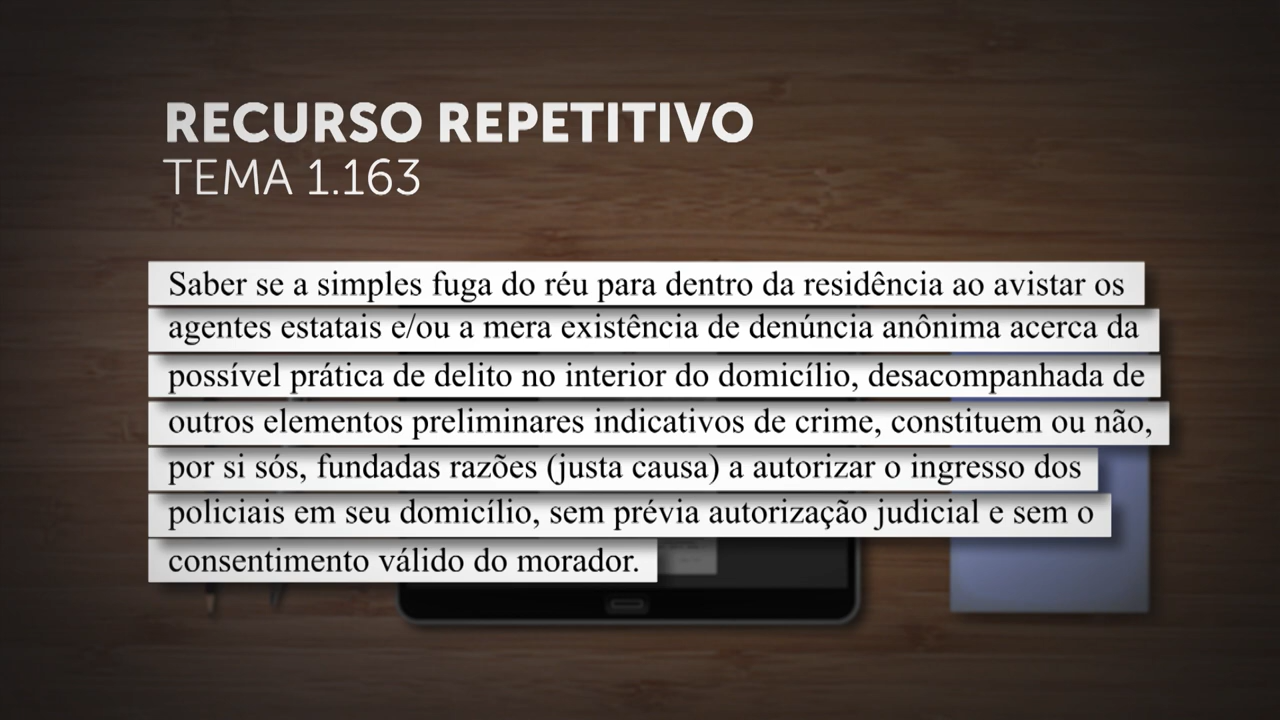 RECURSO REPETITIVO
TEMA 1.163
Saber se a simples fuga do réu para dentro da residência ao avistar os
agentes estatais e/ou a mera existência de denúncia anônima acerca da
possível prática de delito no interior do domicílio, desacompanhada de
outros elementos preliminares indicativos de crime, constituem ou não,
por si sós, fundadas razões (justa causa) a autorizar o ingresso dos
policiais em seu domicílio, sem prévia autorização judicial e sem o
consentimento válido do morador.